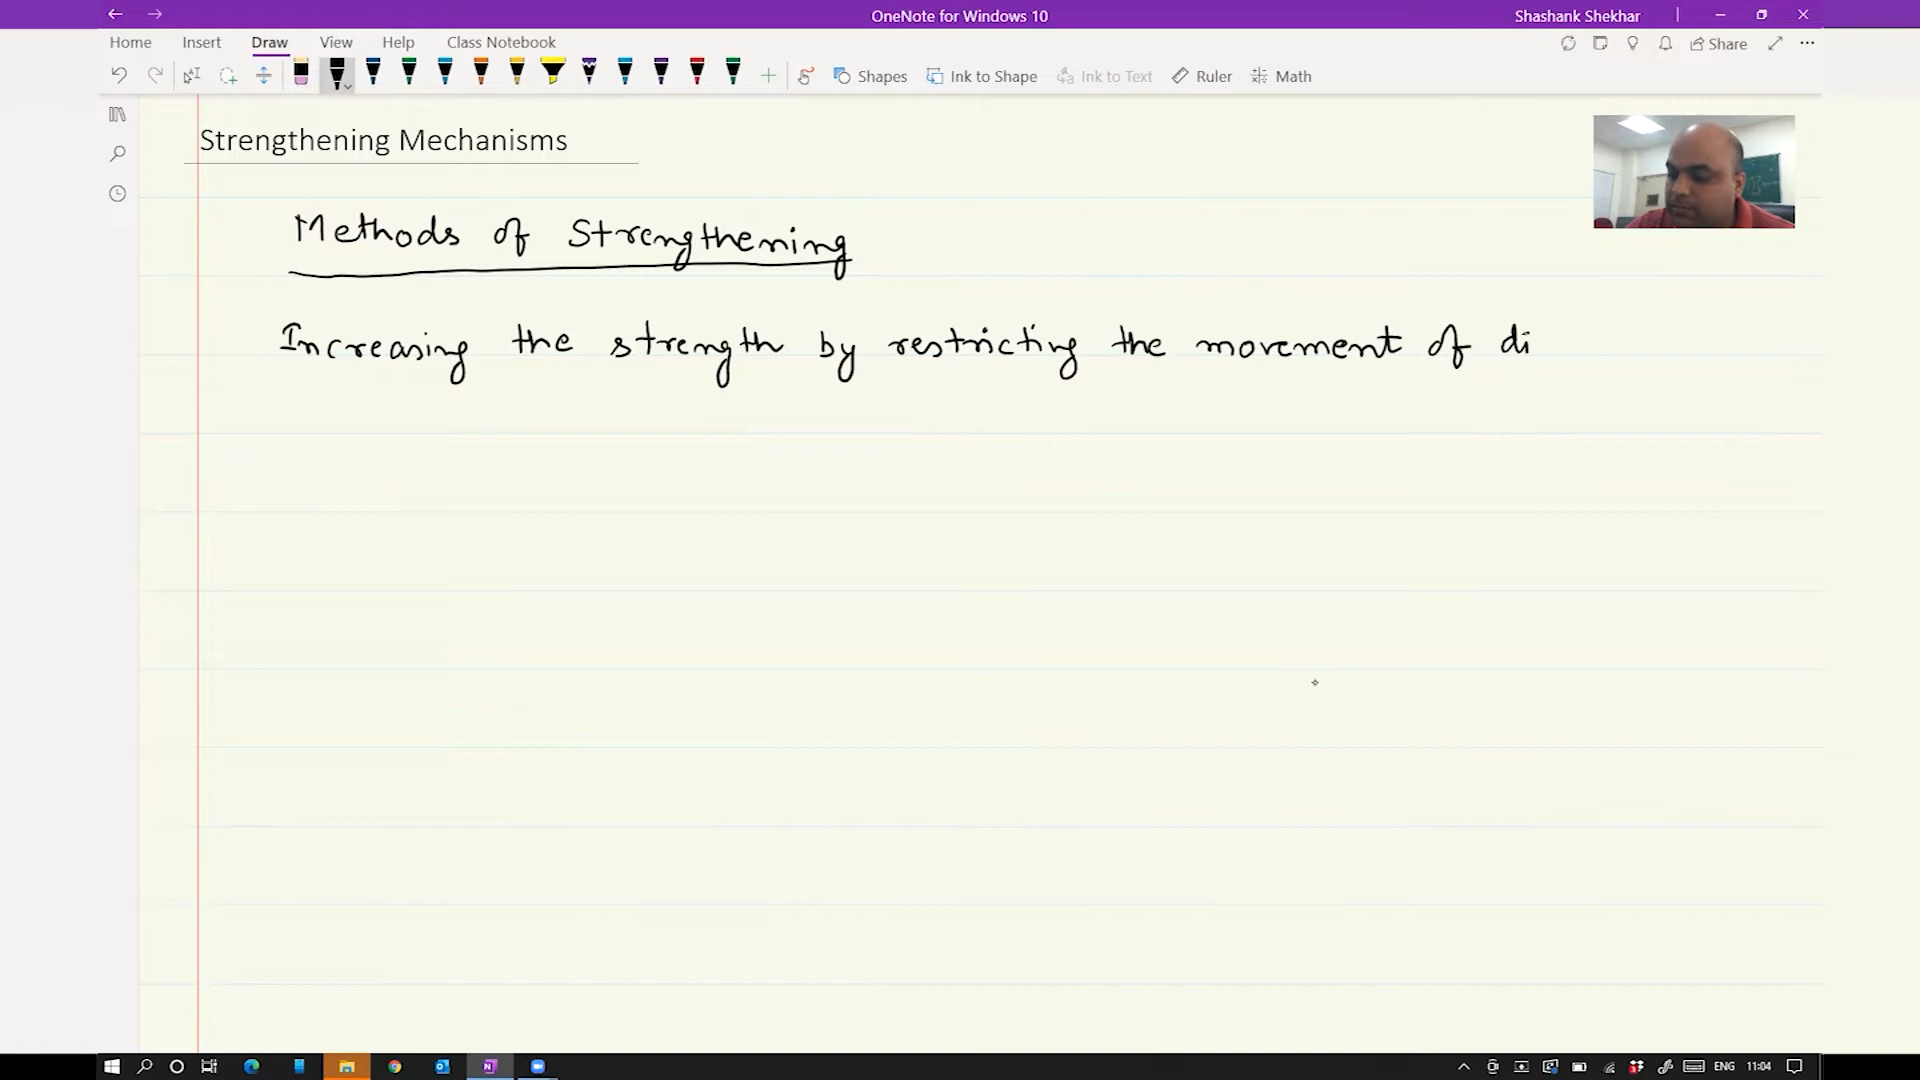 OneNote for Windows 10
Shashank Shekhar
Home Insert Draw View Help Class Notebook
Share
Shapes Ink to Shape Ink to Text Ruler Math
Strengthening Mechanisms
Methods of Strengthening
Increasing the strength by restricting the movement of di
ENG 11:04